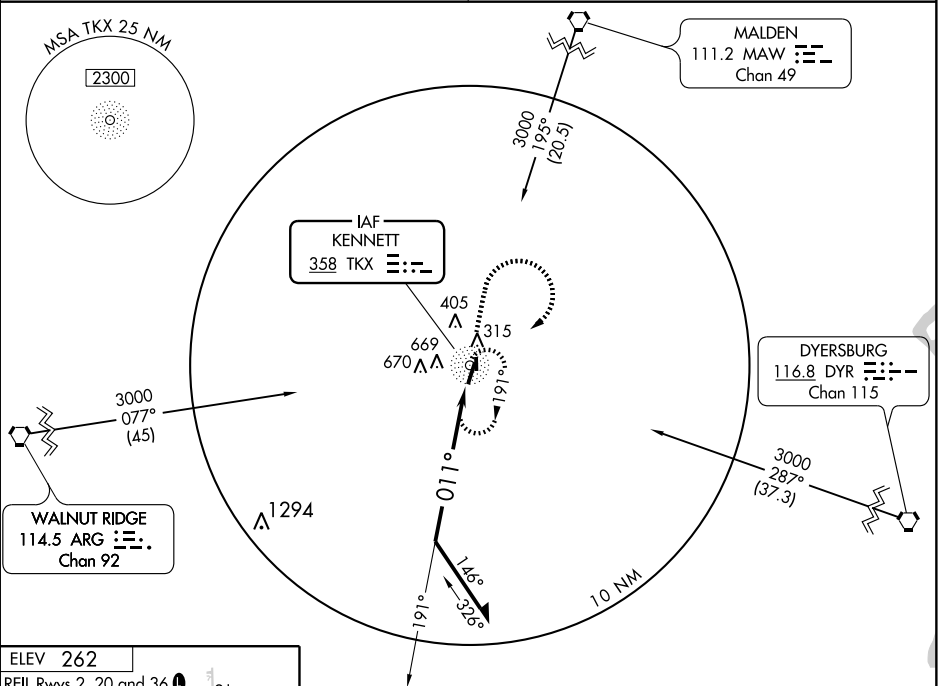 MSA TKX 25 NM
2300
MALDEN
111.2 MAW
Chan 49
3000
195°
(20.5)
IAF
KENNETT
358 TKX
405
315
669
670
191°
DYERSBURG
116.8 DYR
Chan 115
3000
077°
(45)
011°
3000
287°
(37.3)
WALNUT RIDGE
114.5 ARG
Chan 92
1294
146°
326°
191°
10 NM
ELEV 262
REIL Rwys 2, 20 and 36 L